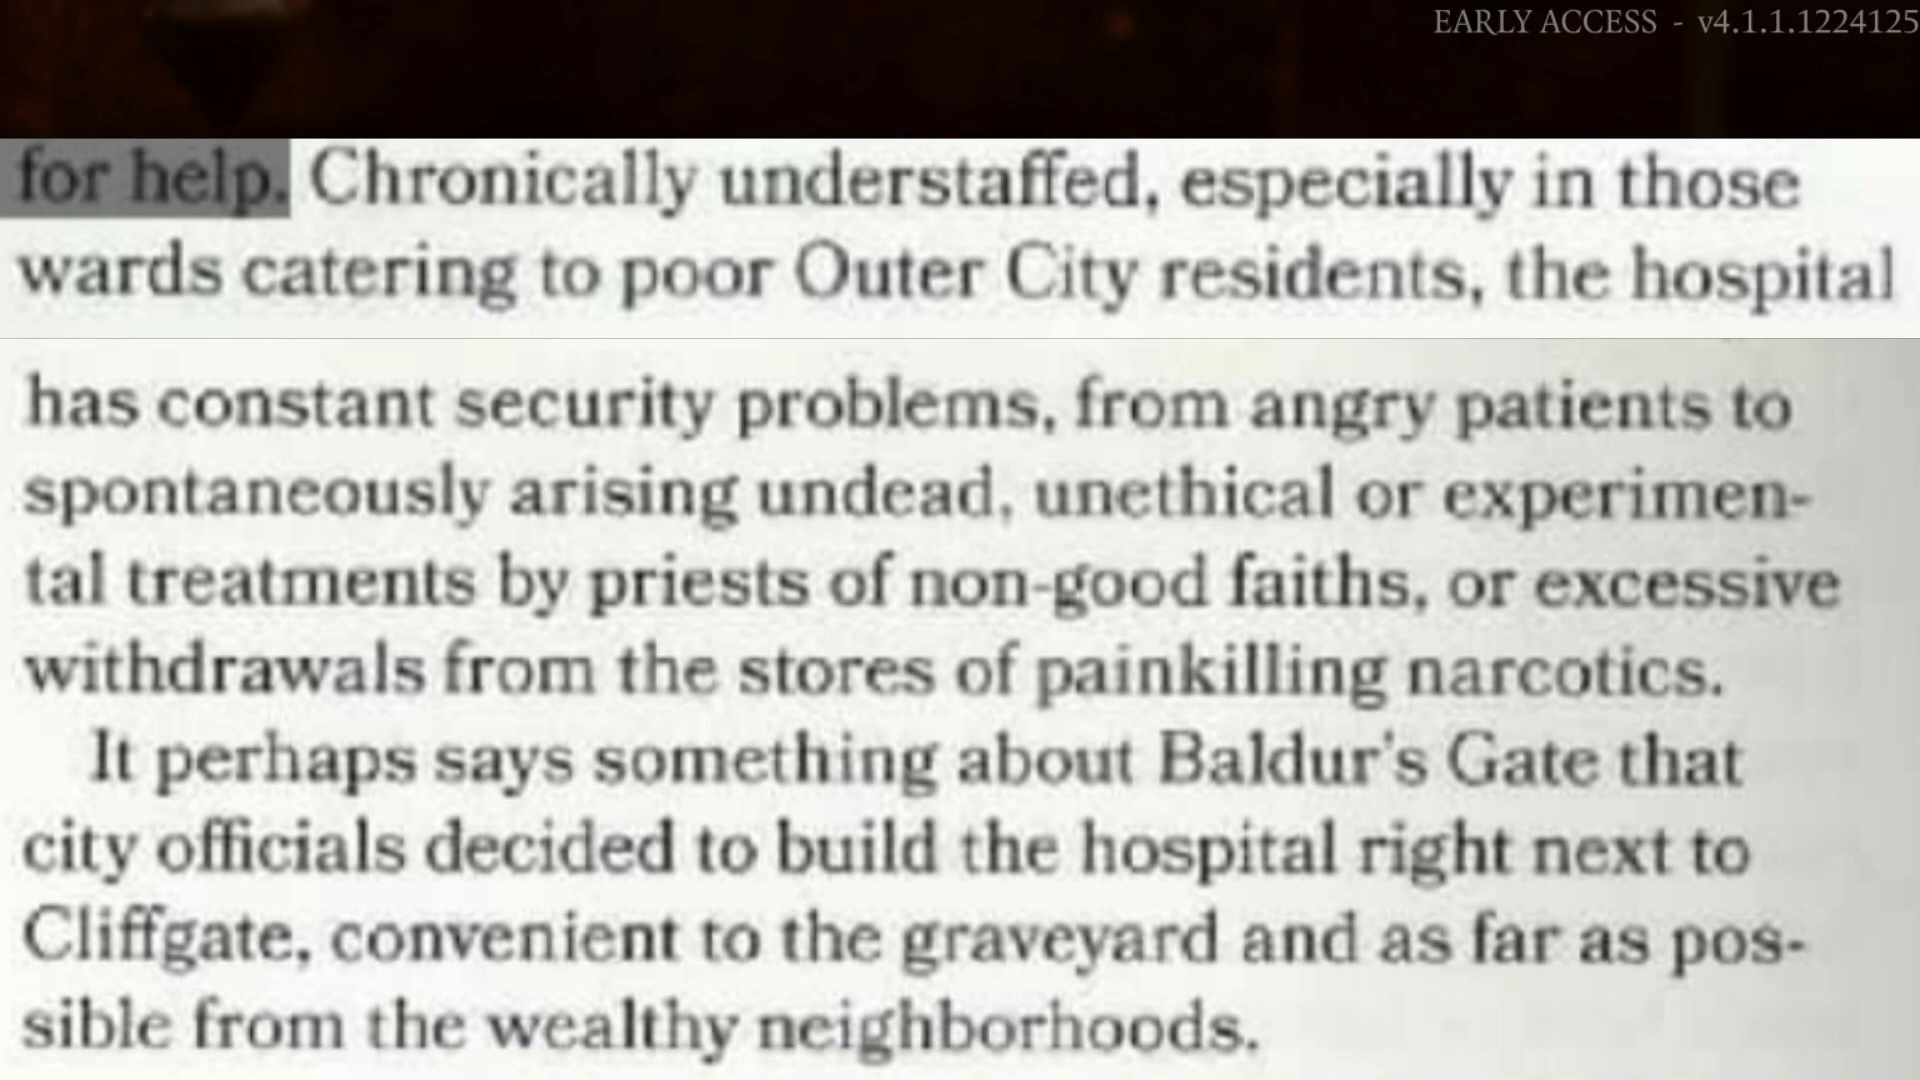 EARLY ACCESS - v4.1.1.1224125
for help. Chronically understaffed, especially in those
wards catering to poor Outer City residents, the hospital
has constant security problems, from angry patients to
spontaneously arising undead, unethical or experimen-
tal treatments by priests of non-good faiths, or excessive
withdrawals from the stores of painkilling narcotics.
It perhaps says something about Baldur's Gate that
city officials decided to build the hospital right next to
Cliffgate, convenient to the graveyard and as far as pos-
sible from the wealthy neighborhoods.